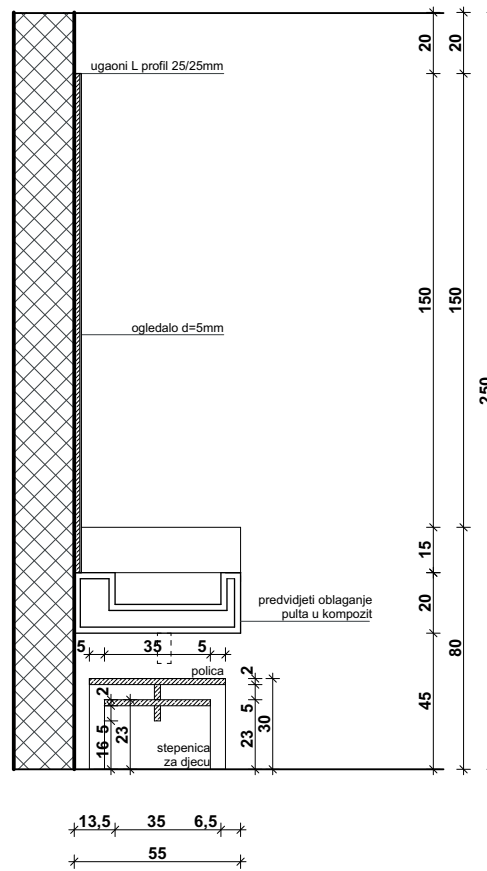 20
20
ugaoni L profil 25/25mm
150
150
250
ogledalo d=5mm
15
20
80
predvidjeti oblaganje
pulta u kompozit
5 35 5
polica
2
2
5
5
45
30
16
23
23
stepenica
za djecu
13,5 35 6,5
55